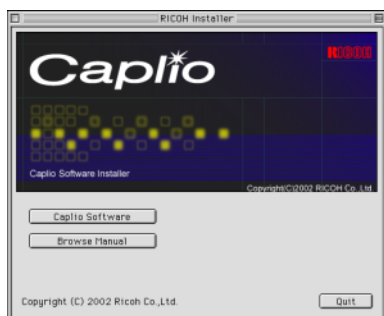 RICOH Installer
Caplio
RICOH
Caplio Software Installer
Copyright(C)2002 RICOH Co.,Ltd
Caplio Software
Browse Manual
Copyright (C) 2002 Ricoh Co.,Ltd.
Quit